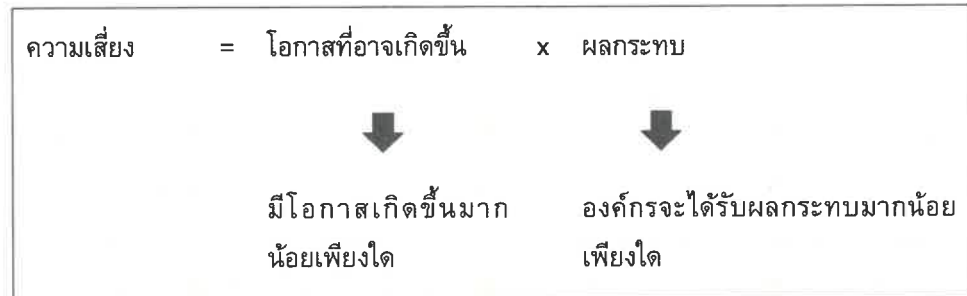 ความเสี่ยง = โอกาสที่อาจเกิดขึ้น x ผลกระทบ
มีโอกาสเกิดขึ้นมาก องค์กรจะได้รับผลกระทบมากน้อย
น้อยเพียงใด เพียงใด